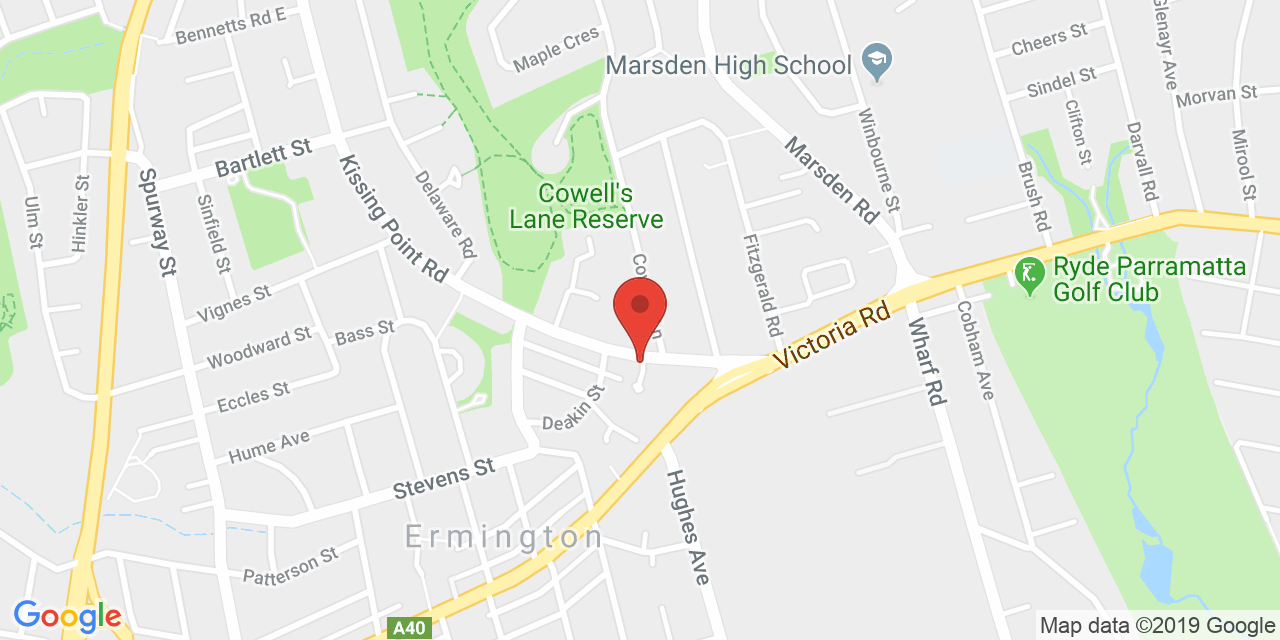 Bennetts Rd E
Maple Cres
Marsden High School
Cheers St
Glenayr Ave
Sindel St
Morvan St
Bartlett St
Kissing Point Rd
Delaware Rd
Winbourne St
Marsden Rd
Clifton St
Darvall Rd
Mirool St
Spurway St
Hinkler St
Ulm St
Sinfield St
Cowell's
Lane Reserve
Brush Rd
Fitzgerald Rd
Ryde Parramatta
Golf Club
Vignes St
Woodward St
Bass St
Victoria Rd
Wharf Rd
Cobham Ave
Eccles St
Deakin St
Hume Ave
Stevens St
Hughes Ave
Ermington
Patterson St
Google
A40
Map data ©2019 Google